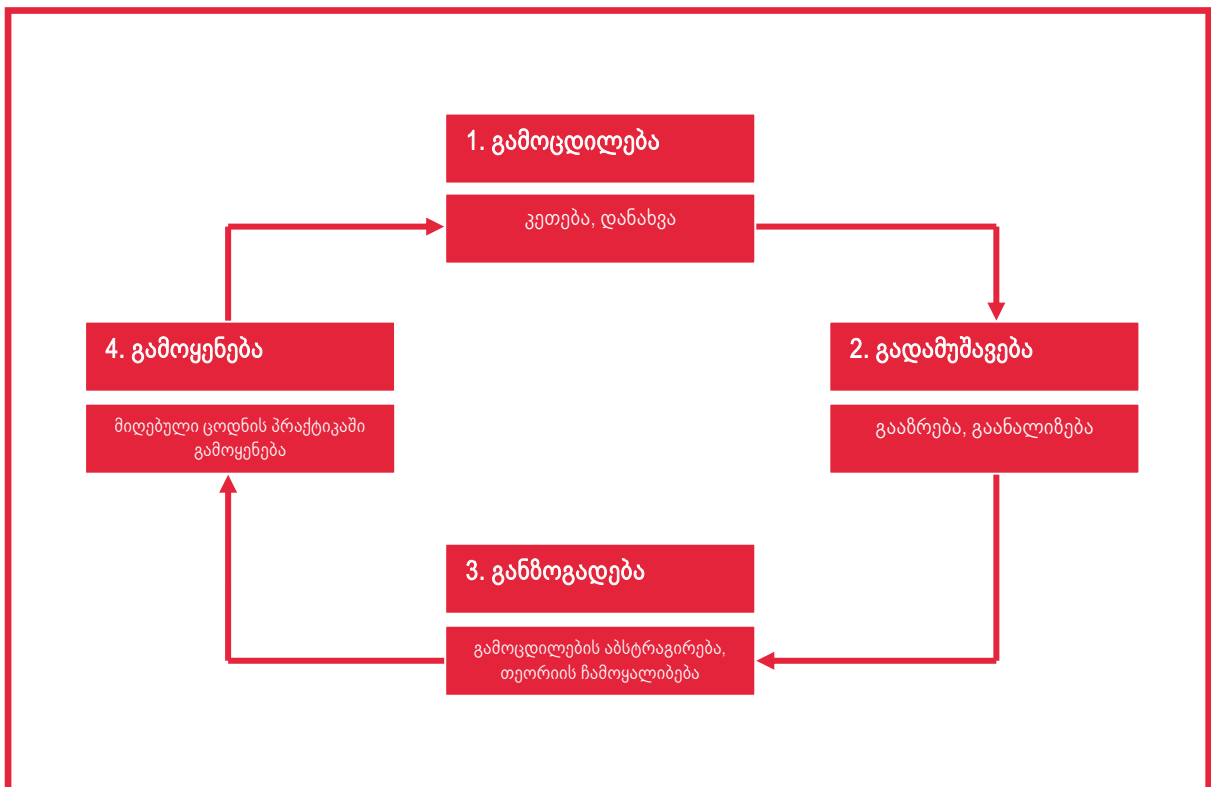 1. გამოცდილება
კეთება, დანახვა
2. გადამუშავება
გააზრება, გაანალიზება
3. განზოგადება
გამოცდილების აბსტრაგირება,
თეორიის ჩამოყალიბება
4. გამოყენება
მიღებული ცოდნის პრაქტიკაში
გამოყენება